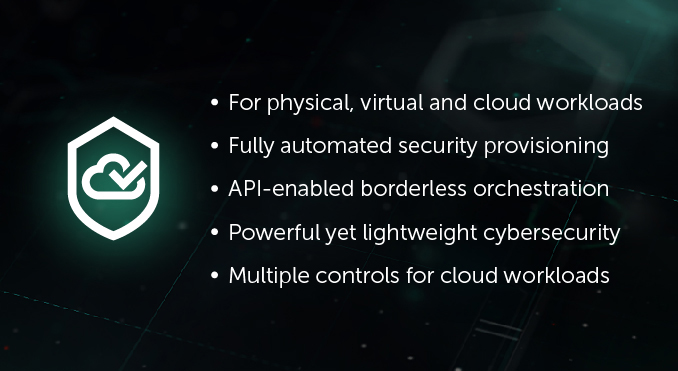 • For physical, virtual and cloud workloads
• Fully automated security provisioning
• API-enabled borderless orchestration
• Powerful yet lightweight cybersecurity
• Multiple controls for cloud workloads